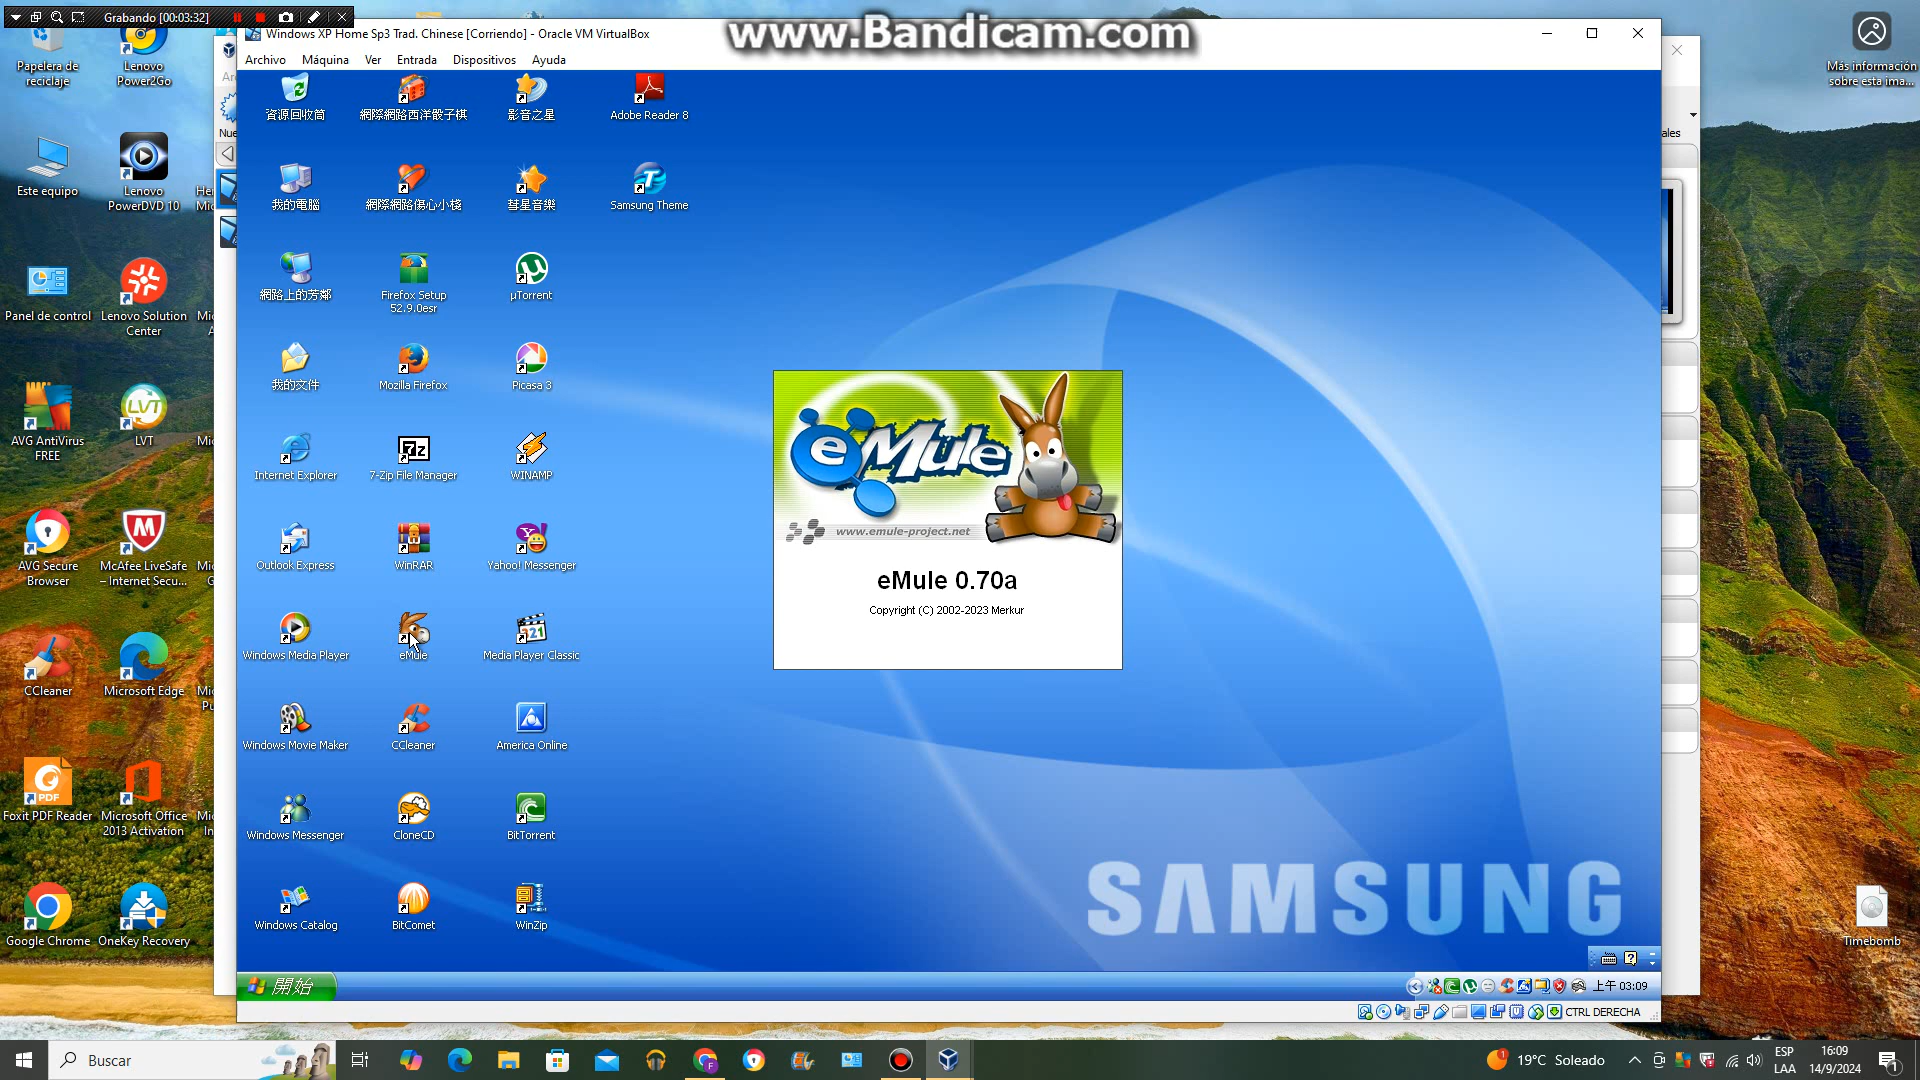 Grabando [00:03:32]
www.Bandicam.com
Windows XP Home Sp3 Trad. Chinese [Corriendo] - Oracle VM VirtualBox
Archivo Máquina Ver Entrada Dispositivos Ayuda
Papelera de
reciclaje
Lenovo
Power2Go
Más información
sobre esta ima...
資源回收筒
網際網路西洋骰子棋
影音之星
Adobe Reader 8
Este equipo
Lenovo
PowerDVD 10
我的電腦
網際網路傷心小棧
彗星音樂
Samsung Theme
網路上的芳鄰
Firefox Setup
52.9.0esr
µTorrent
Panel de control
Lenovo Solution
Center
我的文件
Mozilla Firefox
Picasa 3
AVG AntiVirus
FREE
LVT
Internet Explorer
7-Zip File Manager
WINAMP
eMule
www.emule-project.net
eMule 0.70a
Copyright (C) 2002-2023 Merkur
AVG Secure
Browser
McAfee LiveSafe
– Internet Secu...
Outlook Express
WinRAR
Yahoo! Messenger
Windows Media Player
eMule
Media Player Classic
CCleaner
Microsoft Edge
Windows Movie Maker
CCleaner
America Online
Foxit PDF Reader
Microsoft Office
2013 Activation
Windows Messenger
CloneCD
BitTorrent
Google Chrome
OneKey Recovery
Windows Catalog
BitComet
WinZip
SAMSUNG
Timebomb
開始
上午 03:09
CTRL DERECHA
Buscar
19°C Soleado
ESP
LAA
16:09
14/9/2024